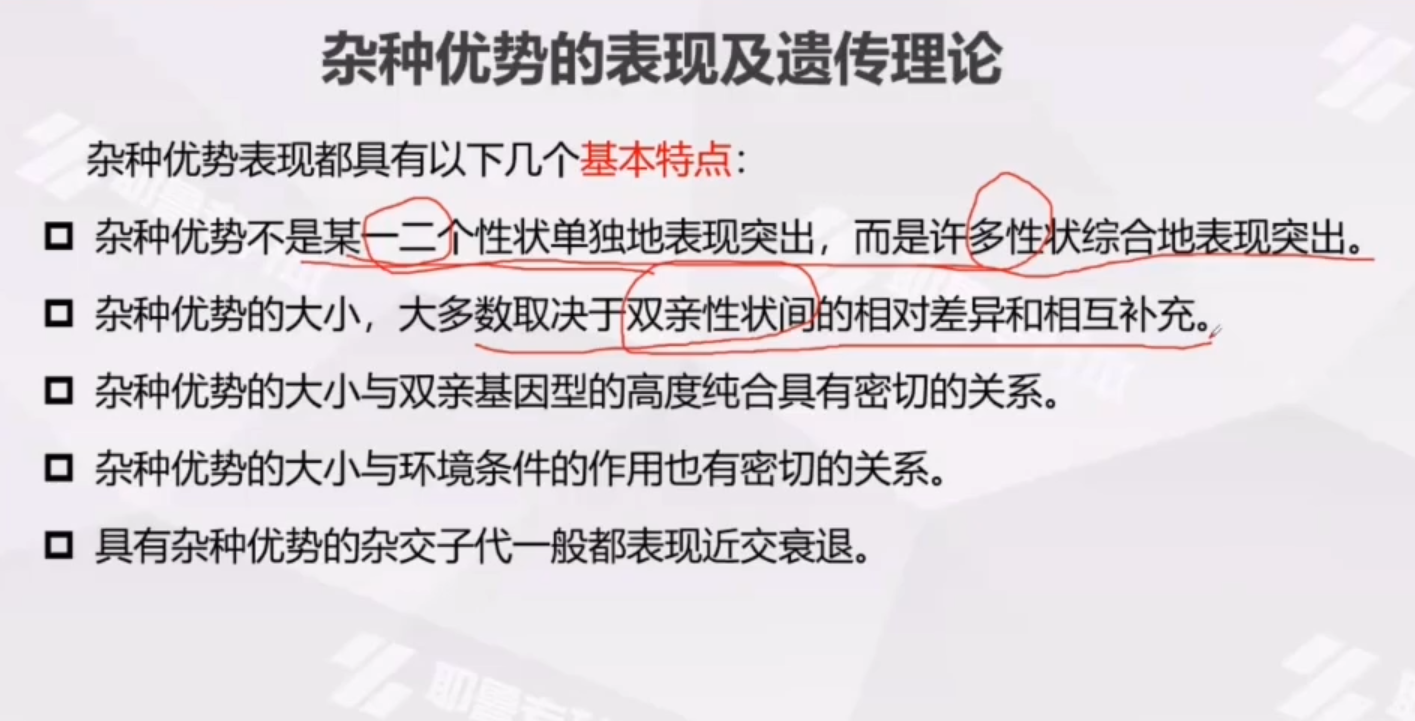 杂种优势的表现及遗传理论
杂种优势表现都具有以下几个基本特点：
杂种优势不是某一二个性状单独地表现突出，而是许多性状综合地表现突出。
杂种优势的大小，大多数取决于双亲性状间的相对差异和相互补充。
杂种优势的大小与双亲基因型的高度纯合具有密切的关系。
杂种优势的大小与环境条件的作用也有密切的关系。
具有杂种优势的杂交子代一般都表现近交衰退。